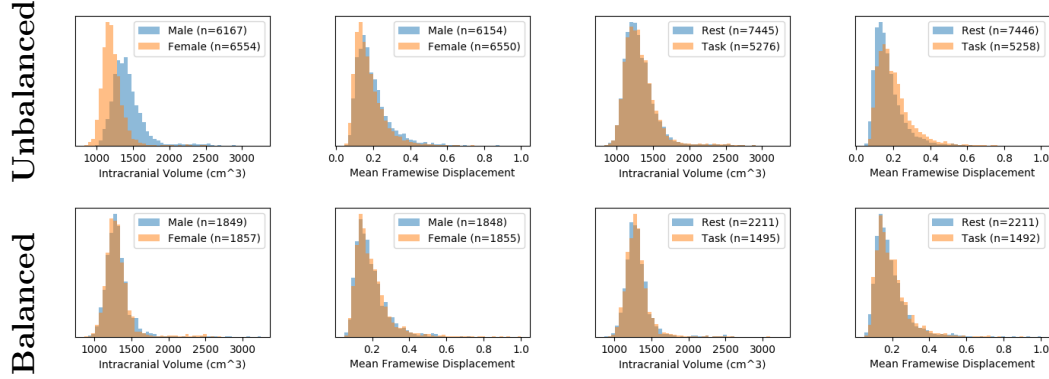 Unbalanced
Male (n=6167)
Female (n=6554)
1000 1500 2000 2500 3000
Intracranial Volume (cm^3)
Male (n=6154)
Female (n=6550)
0.0 0.2 0.4 0.6 0.8 1.0
Mean Framewise Displacement
Rest (n=7445)
Task (n=5276)
1000 1500 2000 2500 3000
Intracranial Volume (cm^3)
Rest (n=7446)
Task (n=5258)
0.0 0.2 0.4 0.6 0.8 1.0
Mean Framewise Displacement
Balanced
Male (n=1849)
Female (n=1857)
1000 1500 2000 2500 3000
Intracranial Volume (cm^3)
Male (n=1848)
Female (n=1855)
0.2 0.4 0.6 0.8 1.0
Mean Framewise Displacement
Rest (n=2211)
Task (n=1495)
1000 1500 2000 2500 3000
Intracranial Volume (cm^3)
Rest (n=2211)
Task (n=1492)
0.2 0.4 0.6 0.8 1.0
Mean Framewise Displacement